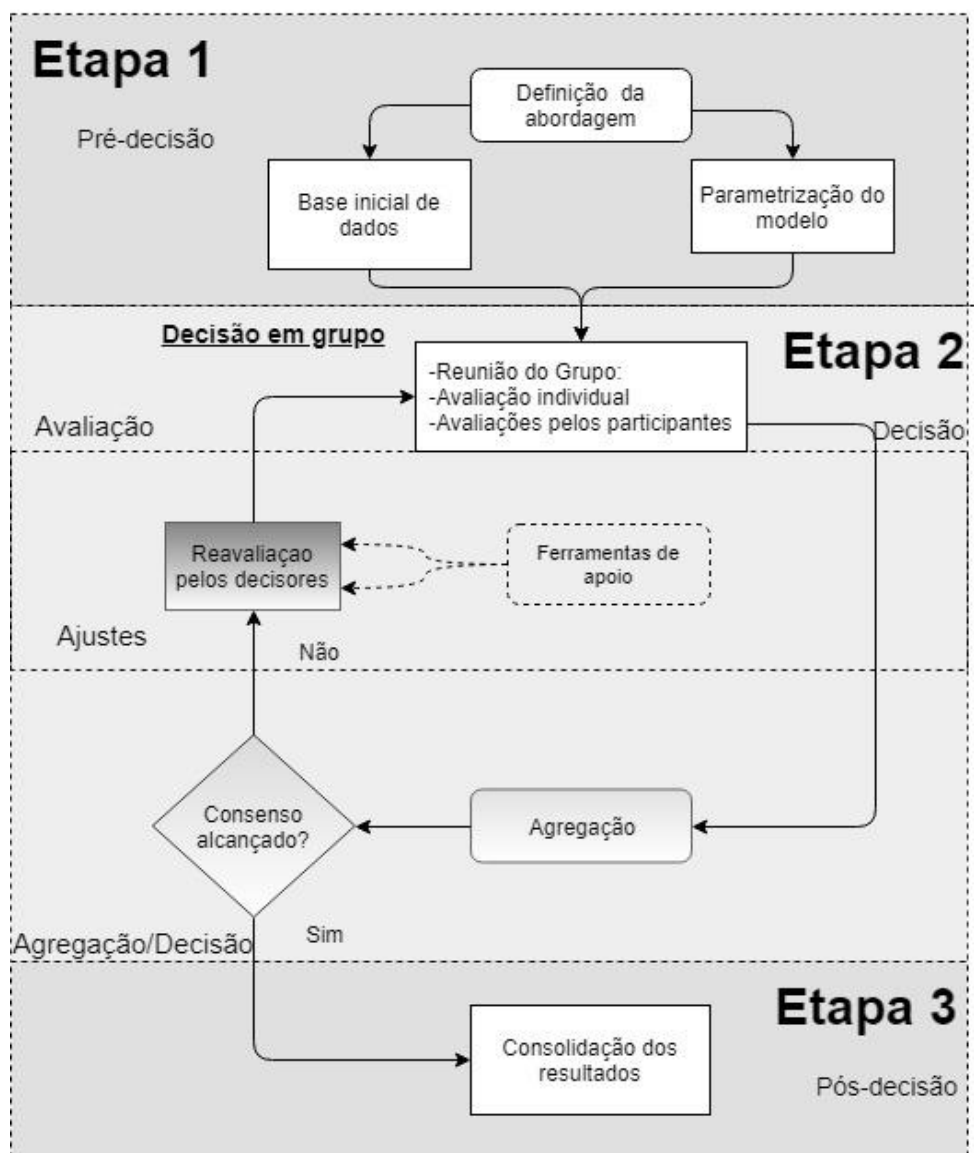 Etapa 1
Definição da
abordagem
Pré-decisão
Base inicial de
dados
Parametrização do
modelo
Decisão em grupo
Etapa 2
-Reunião do Grupo:
-Avaliação individual
-Avaliações pelos participantes
Avaliação
Decisão
Reavaliaçao
pelos decisores
Ferramentas de
apoio
Ajustes
Não
Consenso
alcançado?
Agregação
Sim
Agregação/Decisão
Etapa 3
Consolidação dos
resultados
Pós-decisão